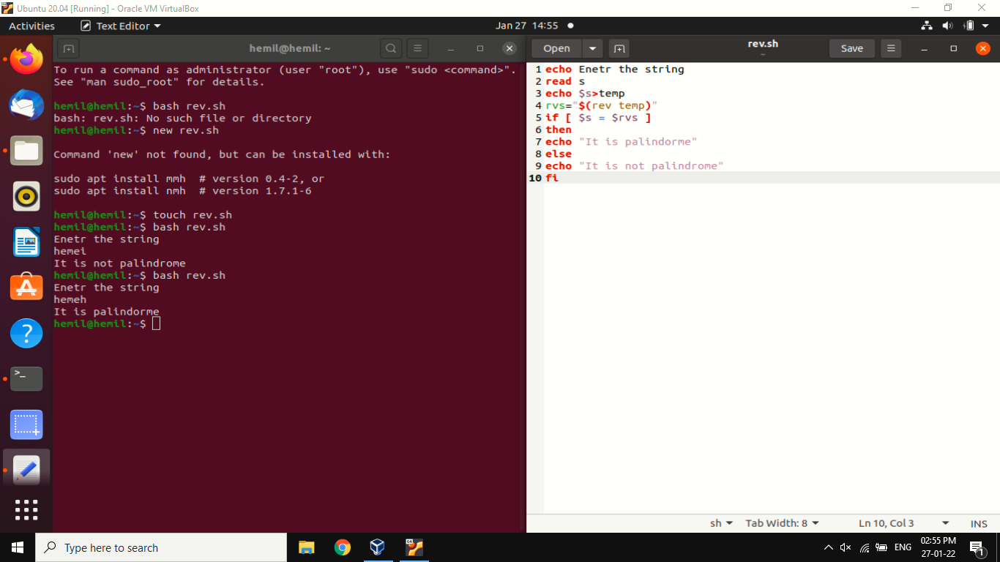 Ubuntu 20.04 [Running] - Oracle VM VirtualBox
Activities Text Editor Jan 27 14:55
hemil@hemil: ~
To run a command as administrator (user "root"), use "sudo <command>".
See "man sudo_root" for details.
hemil@hemil:~$ bash rev.sh
bash: rev.sh: No such file or directory
hemil@hemil:~$ new rev.sh
Command 'new' not found, but can be installed with:
sudo apt install mmh  # version 0.4-2, or
sudo apt install nmh  # version 1.7.1-6
hemil@hemil:~$ touch rev.sh
hemil@hemil:~$ bash rev.sh
Enetr the string
hemei
It is not palindrome
hemil@hemil:~$ bash rev.sh
Enetr the string
hemeh
It is palindorme
hemil@hemil:~$
Open rev.sh Save
~
1 echo Enetr the string
2 read s
3 echo $s>temp
4 rvs="$(rev temp)"
5 if [ $s = $rvs ]
6 then
7 echo "It is palindorme"
8 else
9 echo "It is not palindrome"
10 fi
sh Tab Width: 8 Ln 10, Col 3 INS
Type here to search
ENG
02:55 PM
27-01-22
1